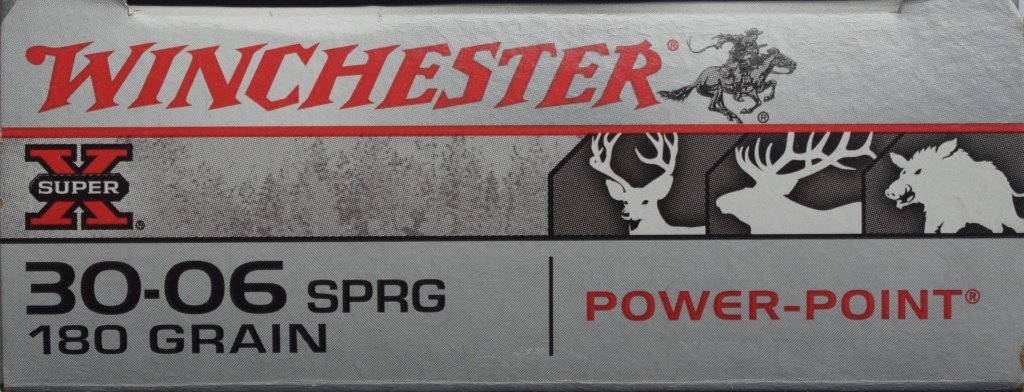 WINCHESTER®
®
SUPER X®
30-06 SPRG
180 GRAIN
POWER-POINT®